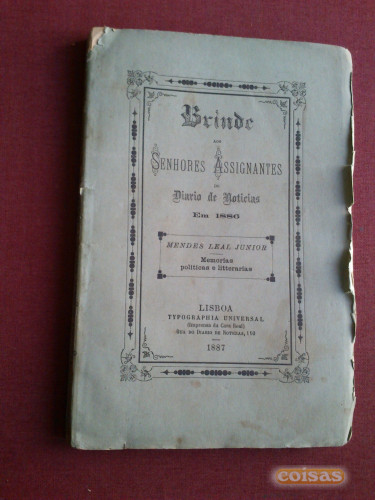 Brinde
AOS
SENHORES ASSIGNANTES
DO
Diario de Noticias
Em 1886
MENDES LEAL JUNIOR
Memorias
politicas e litterarias
LISBOA
TYPOGRAPHIA UNIVERSAL
(Imprensa da Casa Real)
RUA DO DIARIO DE NOTICIAS, 110
1887
coisas